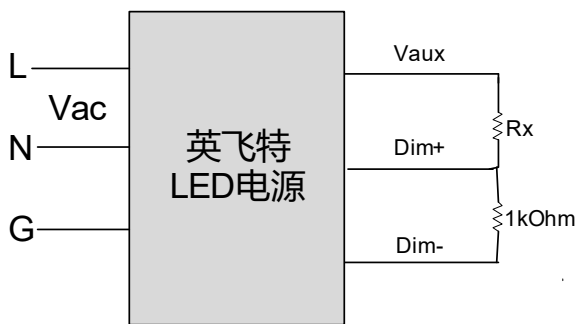 L
Vac
N
G
英飞特
LED电源
Vaux
Rx
Dim+
1kOhm
Dim-